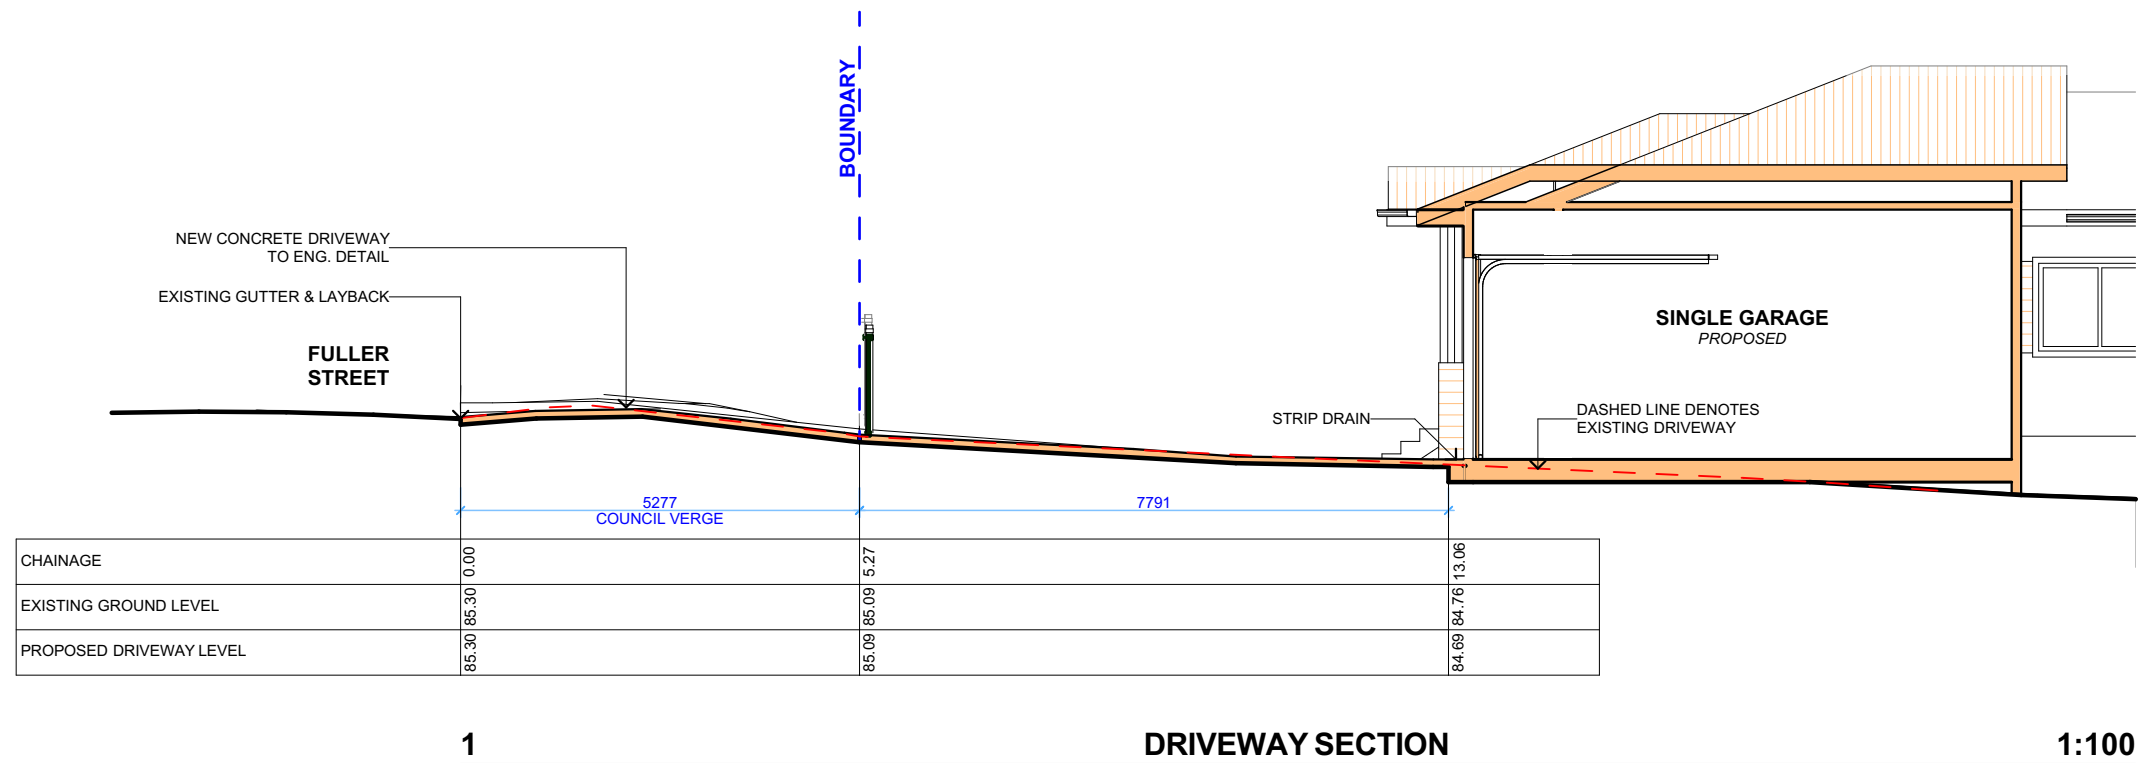 BOUNDARY
NEW CONCRETE DRIVEWAY
TO ENG. DETAIL
EXISTING GUTTER & LAYBACK
FULLER
STREET
SINGLE GARAGE
PROPOSED
STRIP DRAIN
DASHED LINE DENOTES
EXISTING DRIVEWAY
5277
COUNCIL VERGE
7791
CHAINAGE 0.00 5.27 13.06
EXISTING GROUND LEVEL 85.30 85.09 84.76
PROPOSED DRIVEWAY LEVEL 85.30 85.09 84.69
1 DRIVEWAY SECTION 1:100